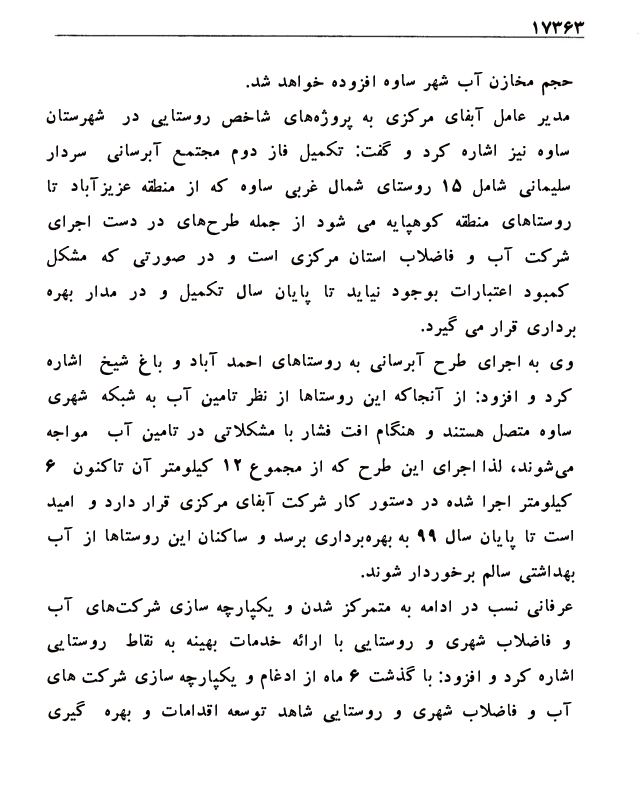 ۱۷۳۶۳
حجم مخازن آب شهر ساوه افزوده خواهد شد.
مدیر عامل آبفای مرکزی به پروژه‌های شاخص روستایی در شهرستان
ساوه نیز اشاره کرد و گفت: تکمیل فاز دوم مجتمع آبرسانی سردار
سلیمانی شامل ۱۵ روستای شمال غربی ساوه که از منطقه عزیزآباد تا
روستاهای منطقه کوهپایه می شود از جمله طرح‌های در دست اجرای
شرکت آب و فاضلاب استان مرکزی است و در صورتی که مشکل
کمبود اعتبارات بوجود نیاید تا پایان سال تکمیل و در مدار بهره
برداری قرار می گیرد.
وی به اجرای طرح آبرسانی به روستاهای احمد آباد و باغ شیخ اشاره
کرد و افزود: از آنجاکه این روستاها از نظر تامین آب به شبکه شهری
ساوه متصل هستند و هنگام افت فشار با مشکلاتی در تامین آب مواجه
می‌شوند، لذا اجرای این طرح که از مجموع ۱۲ کیلومتر آن تاکنون ۶
کیلومتر اجرا شده در دستور کار شرکت آبفای مرکزی قرار دارد و امید
است تا پایان سال ۹۹ به بهره‌برداری برسد و ساکنان این روستاها از آب
بهداشتی سالم برخوردار شوند.
عرفانی نسب در ادامه به متمرکز شدن و یکپارچه سازی شرکت‌های آب
و فاضلاب شهری و روستایی با ارائه خدمات بهینه به نقاط روستایی
اشاره کرد و افزود: با گذشت ۶ ماه از ادغام و یکپارچه سازی شرکت های
آب و فاضلاب شهری و روستایی شاهد توسعه اقدامات و بهره گیری